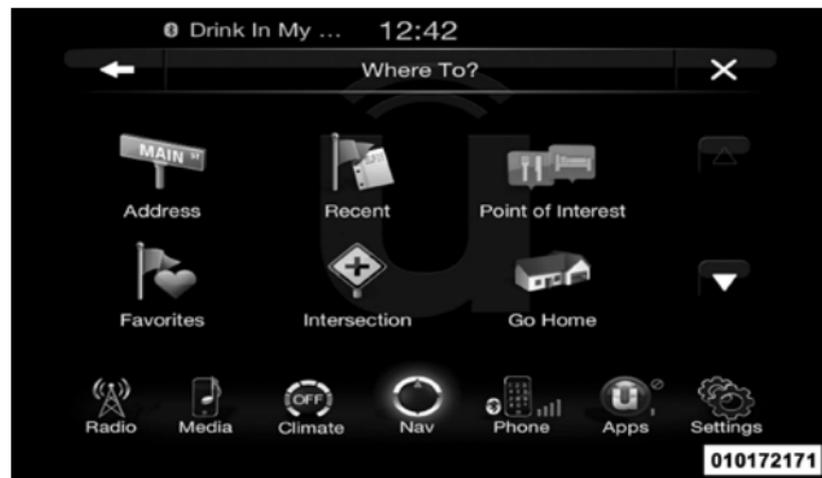 Drink In My ... 12:42
Where To?
MAIN ST
Address Recent Point of Interest
Favorites Intersection Go Home
OFF
Radio Media Climate Nav Phone Apps Settings
010172171